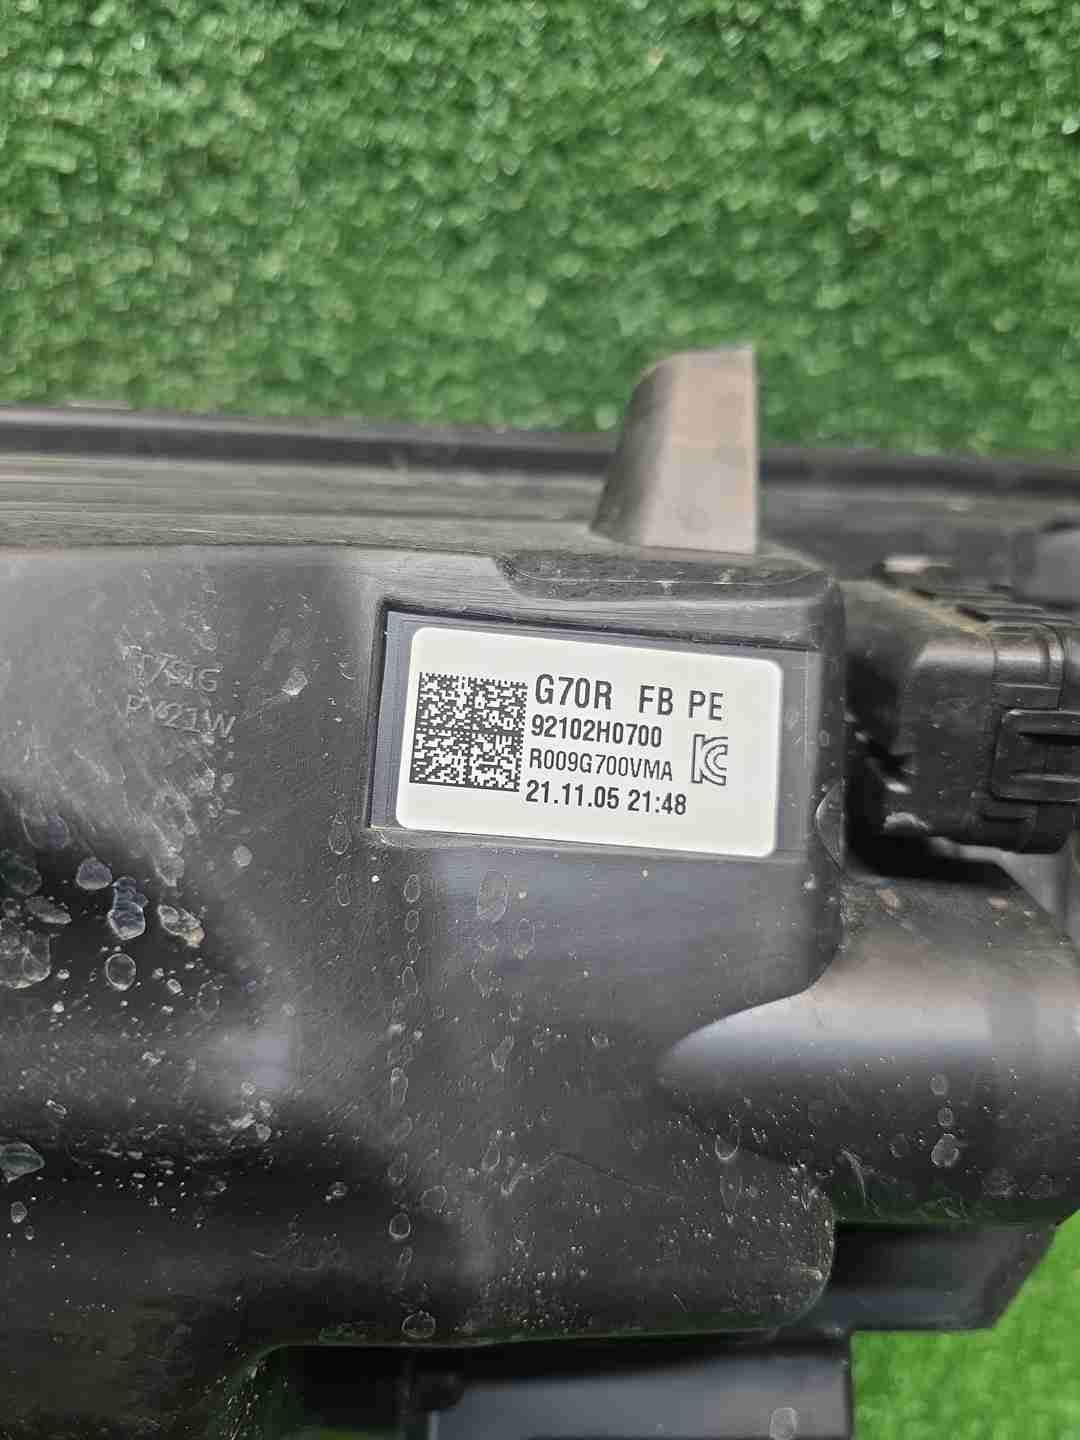 G70R FB PE
92102H0700
R009G700VMA
21.11.05 21:48
PY21W